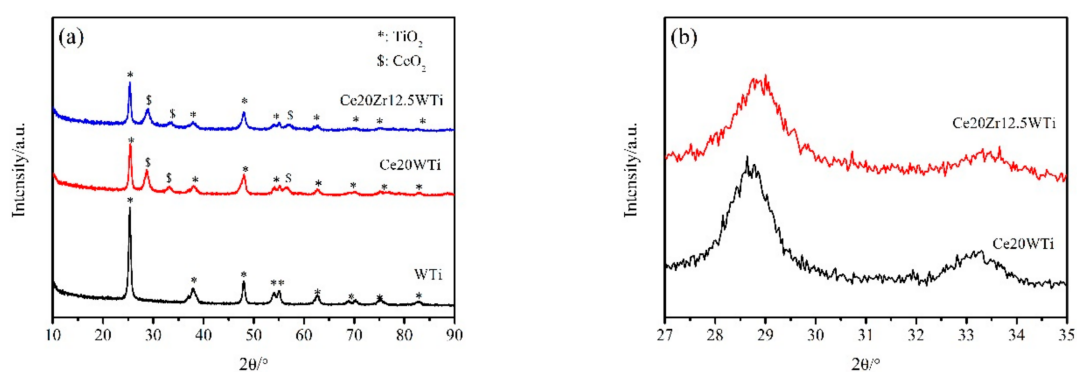 (a)
*: TiO2
$: CeO2
* $ $ * * * $ * * * *
Ce20Zr12.5WTi
* $ $ * * * $ * * * *
Ce20WTi
* * * ** * * * *
WTi
Intensity/a.u.
10 20 30 40 50 60 70 80 90
2θ/°
(b)
Ce20Zr12.5WTi
Ce20WTi
Intensity/a.u.
27 28 29 30 31 32 33 34 35
2θ/°